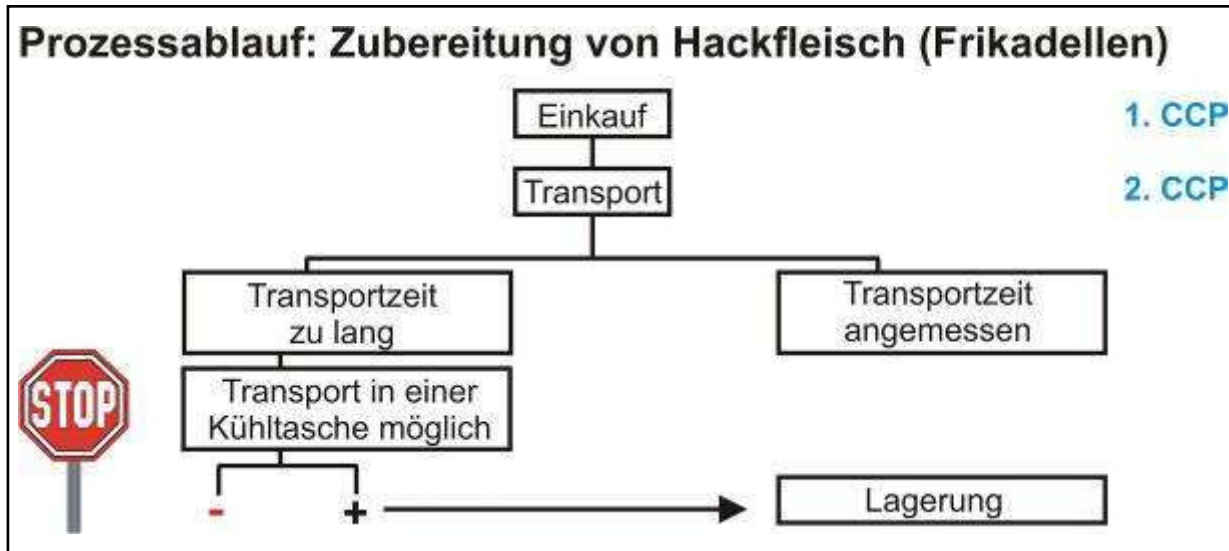 Prozessablauf: Zubereitung von Hackfleisch (Frikadellen)
Einkauf
1. CCP
Transport
2. CCP
Transportzeit
zu lang
Transportzeit
angemessen
STOP
Transport in einer
Kühltasche möglich
- +
Lagerung